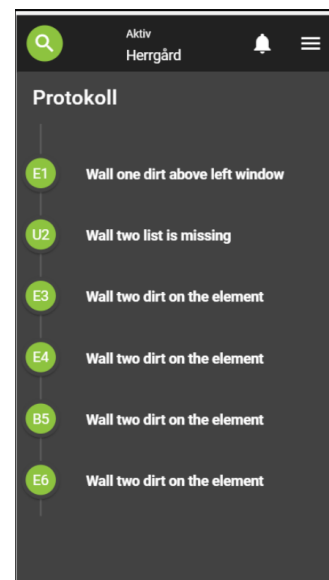 Aktiv
Herrgård
Protokoll
E1 Wall one dirt above left window
U2 Wall two list is missing
E3 Wall two dirt on the element
E4 Wall two dirt on the element
B5 Wall two dirt on the element
E6 Wall two dirt on the element